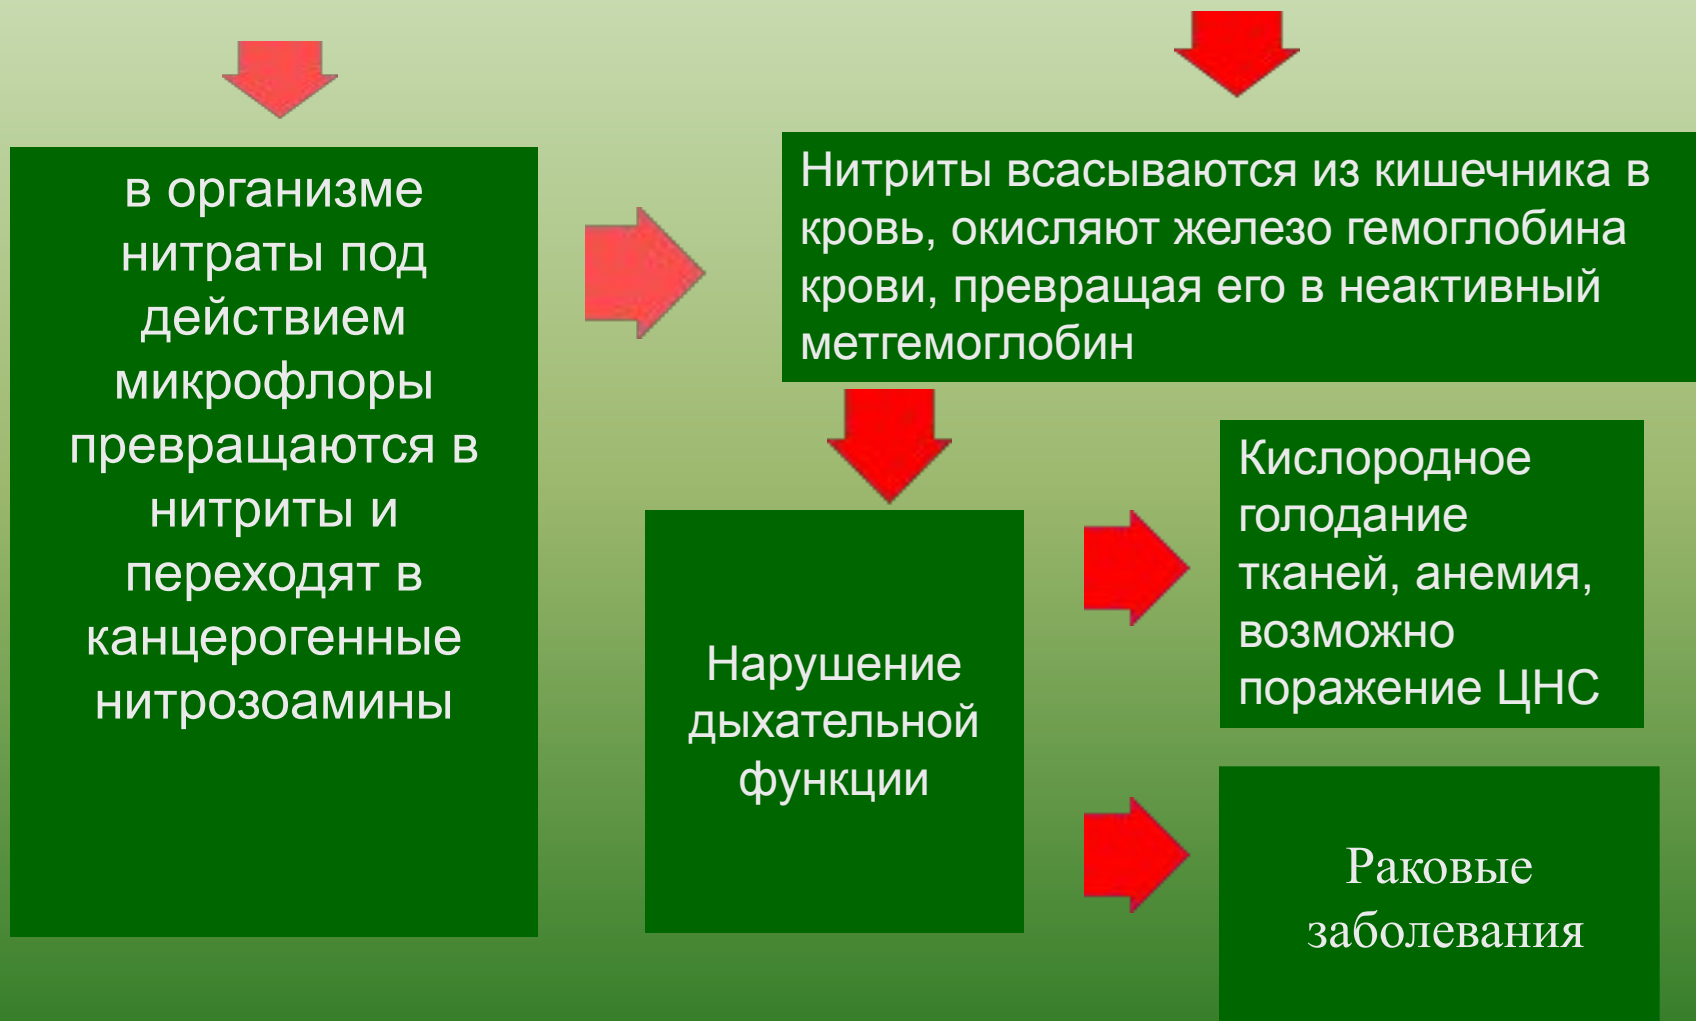 в организме
нитраты под
действием
микрофлоры
превращаются в
нитриты и
переходят в
канцерогенные
нитрозоамины
Нитриты всасываются из кишечника в
кровь, окисляют железо гемоглобина
крови, превращая его в неактивный
метгемоглобин
Нарушение
дыхательной
функции
Кислородное
голодание
тканей, анемия,
возможно
поражение ЦНС
Раковые
заболевания